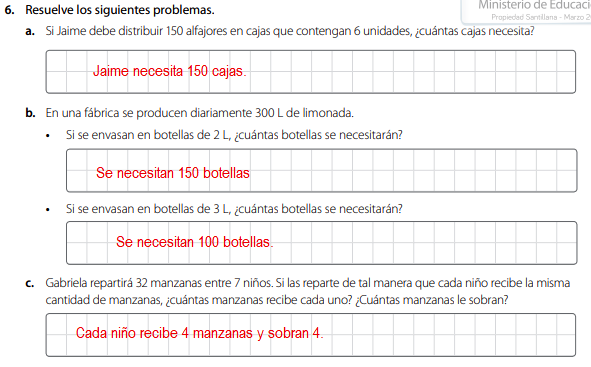 Ministerio de Educaci
Propiedad Santillana - Marzo 2
6. Resuelve los siguientes problemas.
a. Si Jaime debe distribuir 150 alfajores en cajas que contengan 6 unidades, ¿cuántas cajas necesita?
Jaime necesita 150 cajas.
b. En una fábrica se producen diariamente 300 L de limonada.
• Si se envasan en botellas de 2 L, ¿cuántas botellas se necesitarán?
Se necesitan 150 botellas
• Si se envasan en botellas de 3 L, ¿cuántas botellas se necesitarán?
Se necesitan 100 botellas.
c. Gabriela repartirá 32 manzanas entre 7 niños. Si las reparte de tal manera que cada niño recibe la misma
cantidad de manzanas, ¿cuántas manzanas recibe cada uno? ¿Cuántas manzanas le sobran?
Cada niño recibe 4 manzanas y sobran 4.